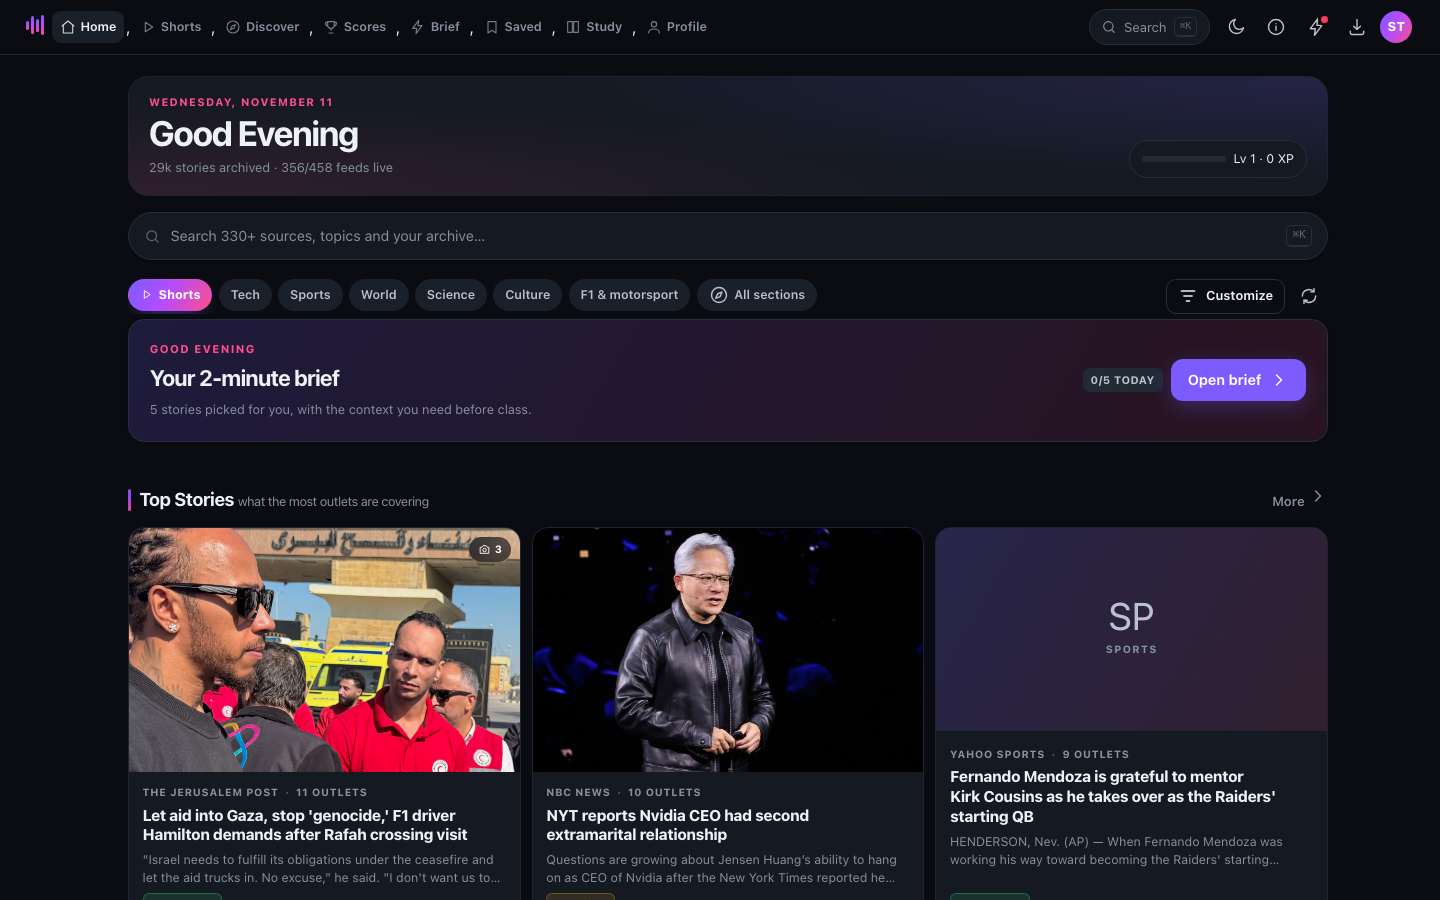 Home , Shorts , Discover , Scores , Brief , Saved , Study , Profile
Search ⌘K
ST
WEDNESDAY, NOVEMBER 11
Good Evening
29k stories archived · 356/458 feeds live
Lv 1 · 0 XP
Search 330+ sources, topics and your archive... ⌘K
Shorts Tech Sports World Science Culture F1 & motorsport All sections Customize
GOOD EVENING
Your 2-minute brief
5 stories picked for you, with the context you need before class.
0/5 TODAY
Open brief
Top Stories what the most outlets are covering
More
3
THE JERUSALEM POST · 11 OUTLETS
Let aid into Gaza, stop 'genocide,' F1 driver
Hamilton demands after Rafah crossing visit
"Israel needs to fulfill its obligations under the ceasefire and
let the aid trucks in. No excuse," he said. "I don't want us to...
NBC NEWS · 10 OUTLETS
NYT reports Nvidia CEO had second
extramarital relationship
Questions are growing about Jensen Huang's ability to hang
on as CEO of Nvidia after the New York Times reported he...
SP
SPORTS
YAHOO SPORTS · 9 OUTLETS
Fernando Mendoza is grateful to mentor
Kirk Cousins as he takes over as the Raiders'
starting QB
HENDERSON, Nev. (AP) — When Fernando Mendoza was
working his way toward becoming the Raiders' starting...